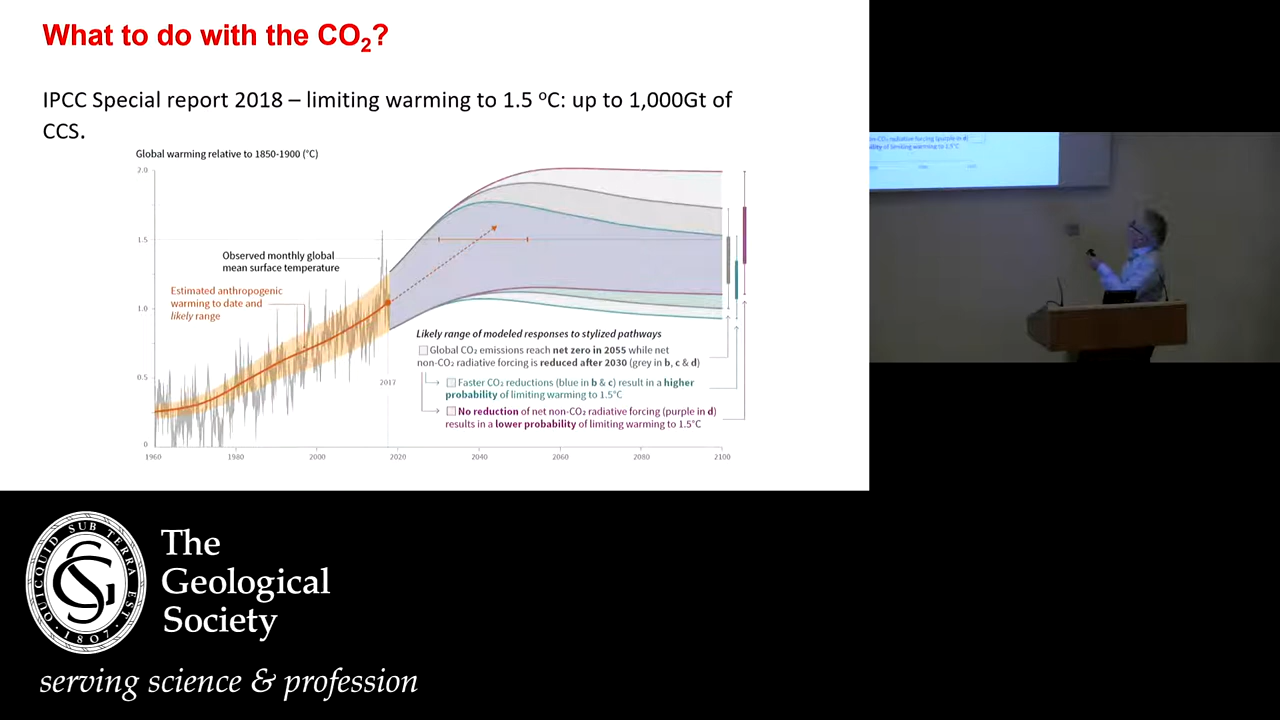 What to do with the CO₂?
IPCC Special report 2018 – limiting warming to 1.5 ºC: up to 1,000Gt of
CCS.
Global warming relative to 1850-1900 (°C)
2.0
1.5
1.0
0.5
0
Observed monthly global
mean surface temperature
Estimated anthropogenic
warming to date and
likely range
2017
Likely range of modeled responses to stylized pathways
Global CO₂ emissions reach net zero in 2055 while net
non-CO₂ radiative forcing is reduced after 2030 (grey in b, c & d)
Faster CO₂ reductions (blue in b & c) result in a higher
probability of limiting warming to 1.5°C
No reduction of net non-CO₂ radiative forcing (purple in d)
results in a lower probability of limiting warming to 1.5°C
1960
1980
2000
2020
2040
2060
2080
2100
QUICQUID SUB TERRA EST
1807
The
Geological
Society
serving science & profession